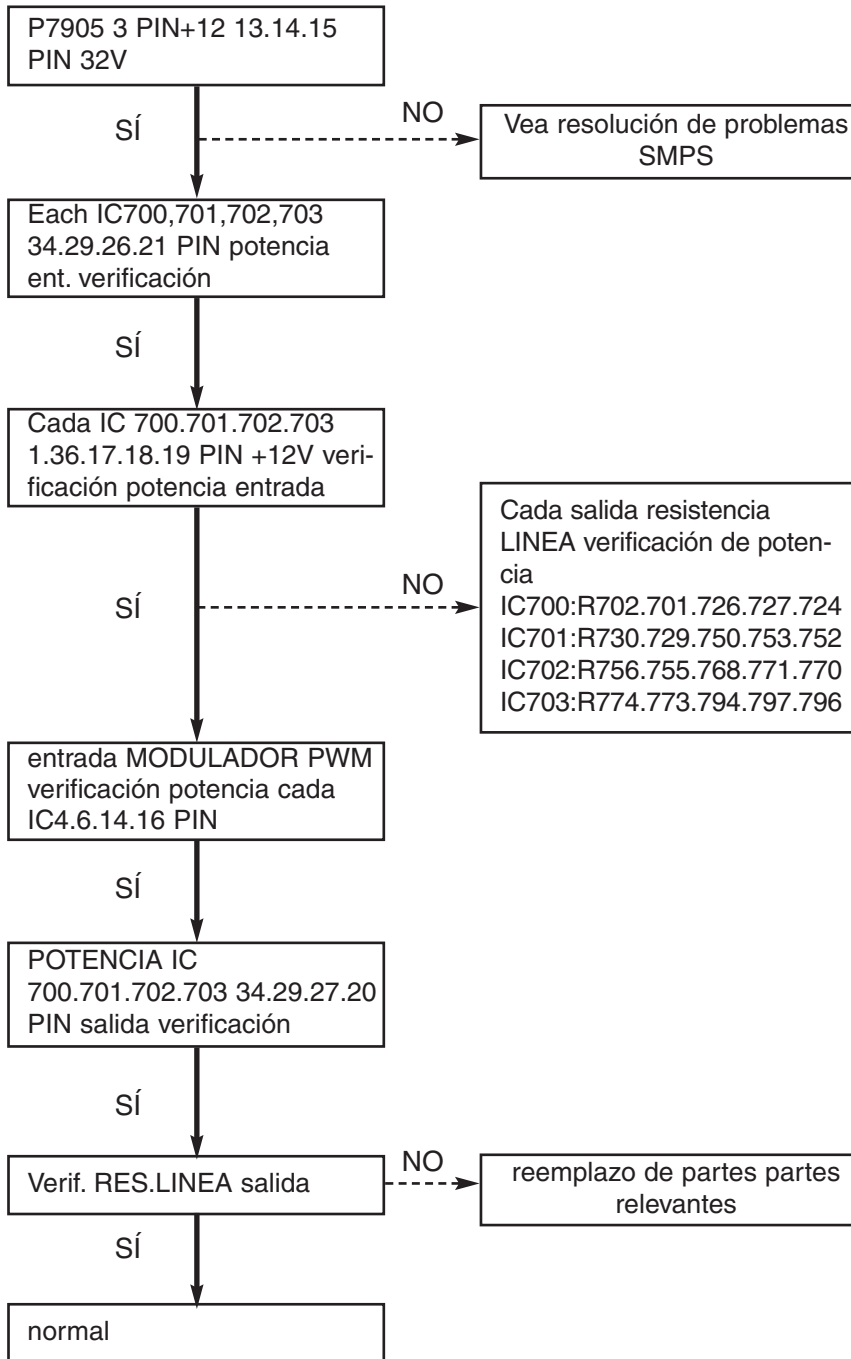 P7905 3 PIN+12 13.14.15
PIN 32V
SÍ
NO
Vea resolución de problemas
SMPS
Each IC700,701,702,703
34.29.26.21 PIN potencia
ent. verificación
SÍ
Cada IC 700.701.702.703
1.36.17.18.19 PIN +12V veri-
ficación potencia entrada
SÍ
NO
Cada salida resistencia
LINEA verificación de poten-
cia
IC700:R702.701.726.727.724
IC701:R730.729.750.753.752
IC702:R756.755.768.771.770
IC703:R774.773.794.797.796
entrada MODULADOR PWM
verificación potencia cada
IC4.6.14.16 PIN
SÍ
POTENCIA IC
700.701.702.703 34.29.27.20
PIN salida verificación
SÍ
Verif. RES.LINEA salida
NO
reemplazo de partes partes
relevantes
SÍ
normal